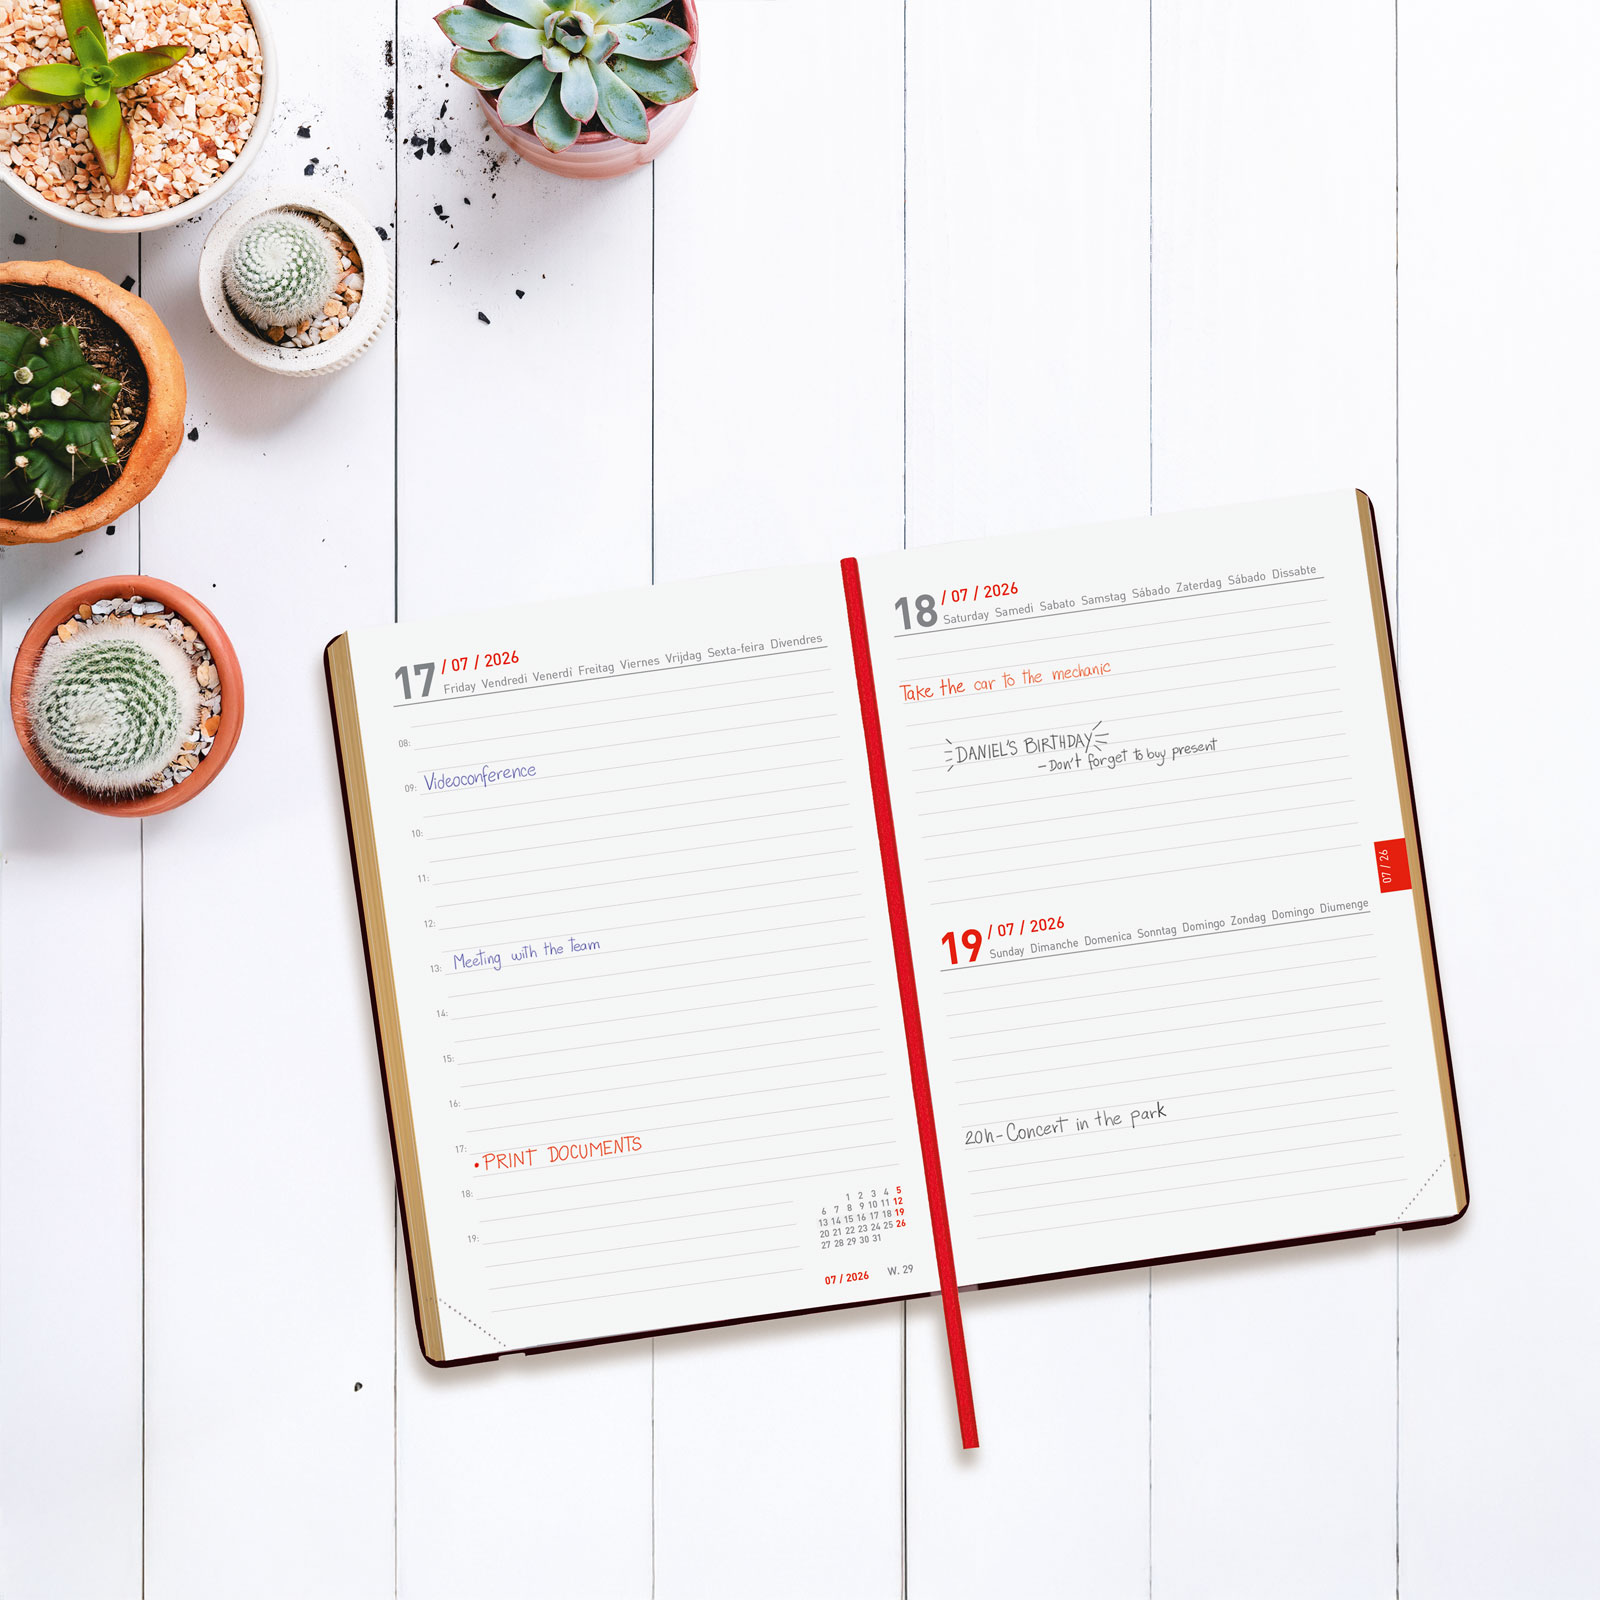 17 / 07 / 2026
Friday Vendredi Venerdì Freitag Viernes Vrijdag Sexta-feira Divendres
08:
09: Videoconference
10:
11:
12:
13: Meeting with the team
14:
15:
16:
17:
• PRINT DOCUMENTS
18:
19:
1 2 3 4 5
6 7 8 9 10 11 12
13 14 15 16 17 18 19
20 21 22 23 24 25 26
27 28 29 30 31
07 / 2026 W. 29
18 / 07 / 2026
Saturday Samedi Sabato Samstag Sábado Zaterdag Sábado Dissabte
Take the car to the mechanic
DANIEL'S BIRTHDAY
- Don't forget to buy present
07 / 26
19 / 07 / 2026
Sunday Dimanche Domenica Sonntag Domingo Zondag Domingo Diumenge
20h - Concert in the park